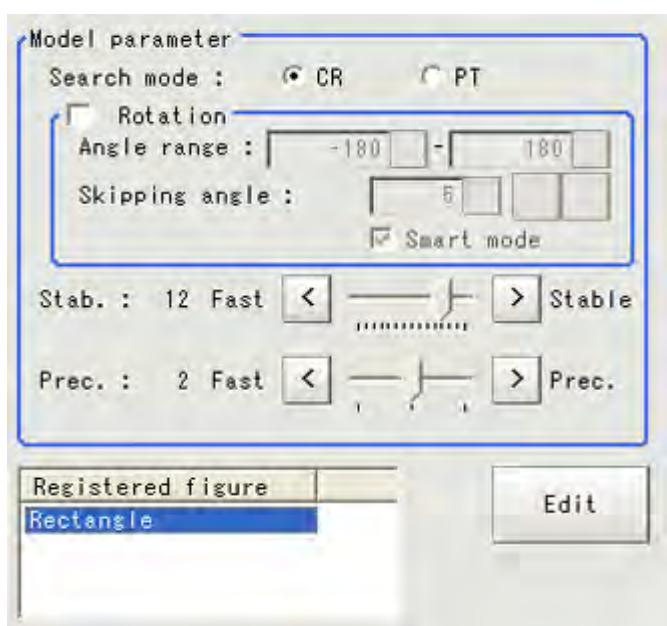 Model parameter
Search mode : CR PT
Rotation
Angle range : -180 - 180
Skipping angle : 5
Smart mode
Stab. : 12 Fast < > Stable
Prec. : 2 Fast < > Prec.
Registered figure
Rectangle
Edit